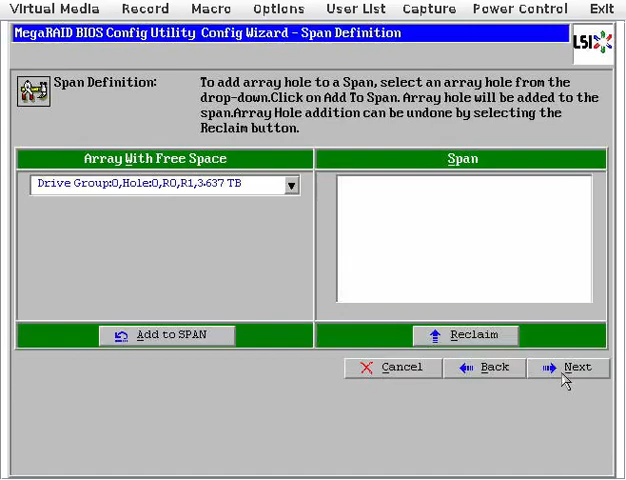 Virtual Media Record Macro Options User List Capture Power Control Exit
MegaRAID BIOS Config Utility Config Wizard - Span Definition
LSI
Span Definition:
To add array hole to a Span, select an array hole from the
drop-down.Click on Add To Span. Array hole will be added to the
span.Array Hole addition can be undone by selecting the
Reclaim button.
Array With Free Space
Span
Drive Group:0,Hole:0,R0,R1,3.637 TB
Add to SPAN
Reclaim
Cancel
Back
Next